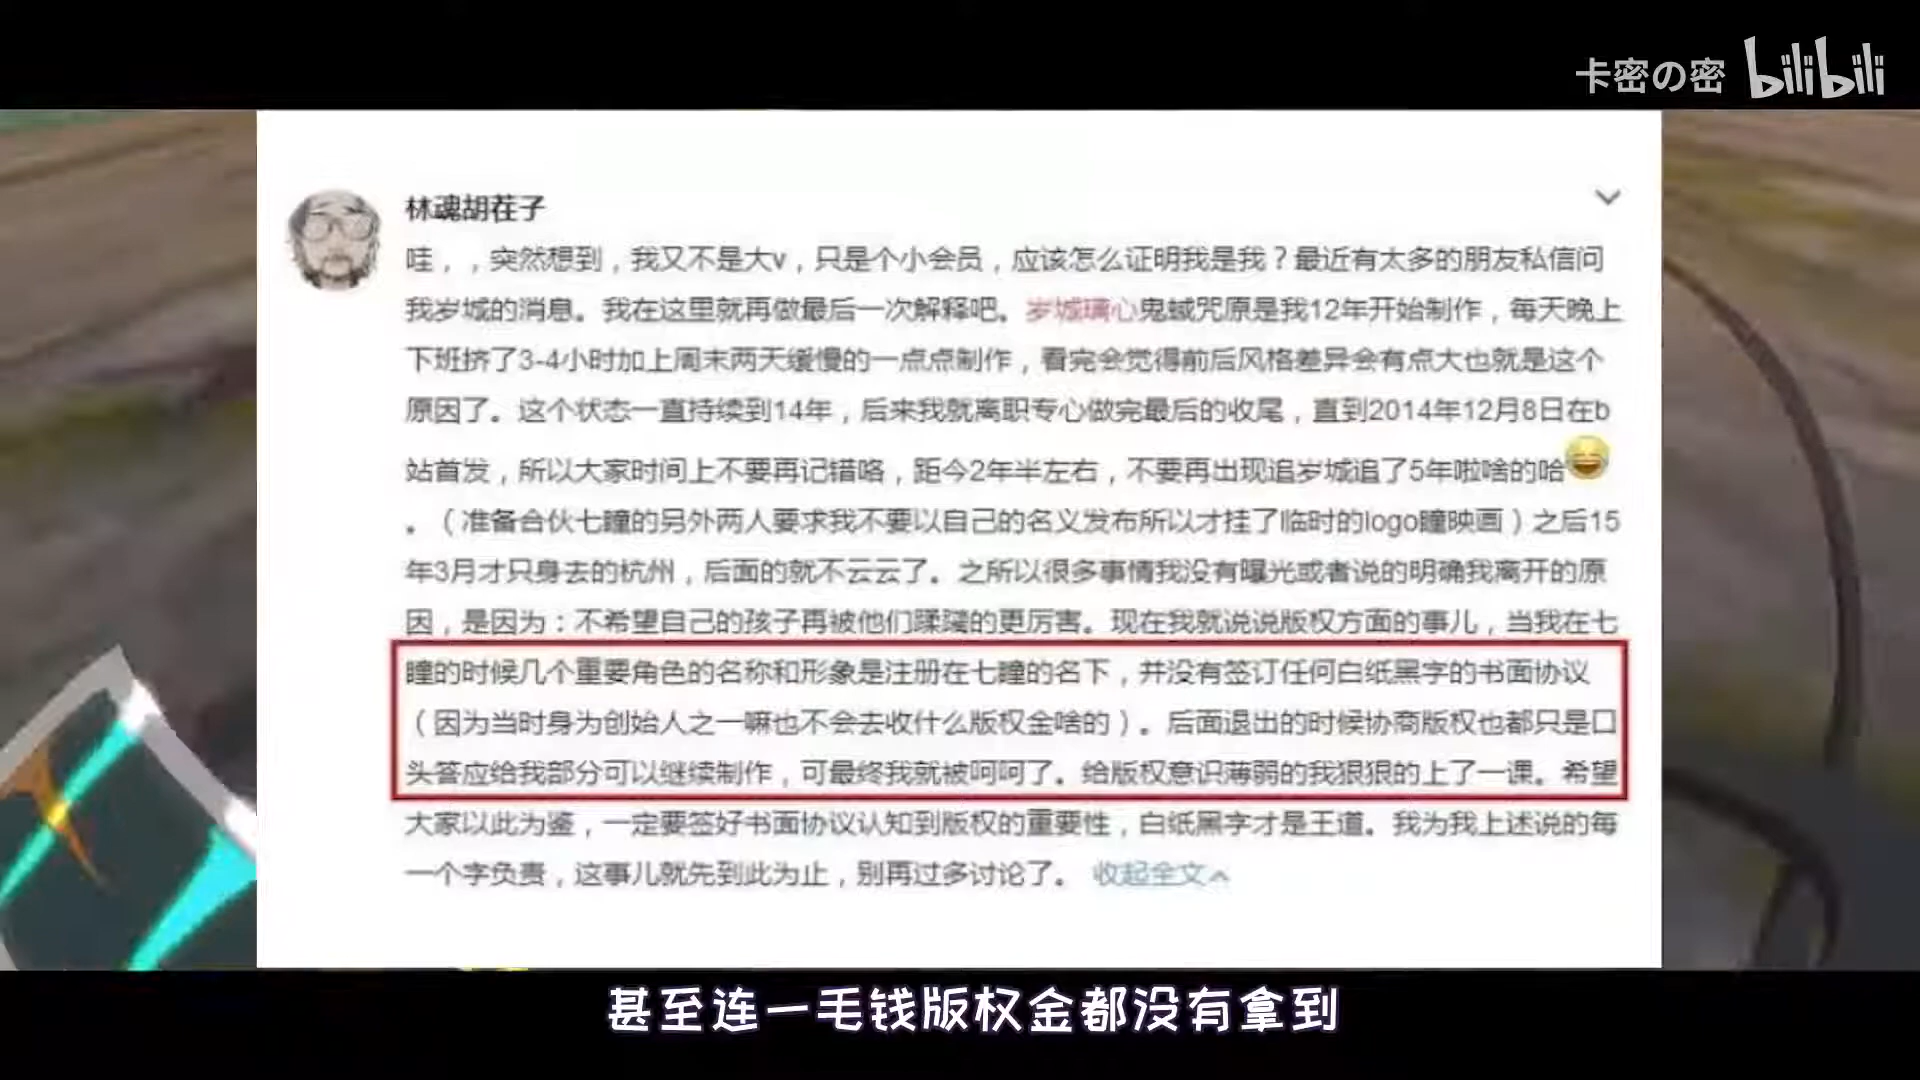 卡密の密 bilibili
林魂胡茬子
哇，，突然想到，我又不是大v，只是个小会员，应该怎么证明我是我？最近有太多的朋友私信问
我岁城的消息。我在这里就再做最后一次解释吧。岁城璃心鬼蜮咒原是我12年开始制作，每天晚上
下班挤了3-4小时加上周末两天缓慢的一点点制作，看完会觉得前后风格差异会有点大也就是这个
原因了。这个状态一直持续到14年，后来我就离职专心做完最后的收尾，直到2014年12月8日在b
站首发，所以大家时间上不要再记错咯，距今2年半左右，不要再出现追岁城追了5年啦啥的哈😄
。（准备合伙七瞳的另外两人要求我不要以自己的名义发布所以才挂了临时的logo瞳映画）之后15
年3月才只身去的杭州，后面的就不云云了。之所以很多事情我没有曝光或者说的明确我离开的原
因，是因为：不希望自己的孩子再被他们蹂躏的更厉害。现在我就说说版权方面的事儿，当我在七
瞳的时候几个重要角色的名称和形象是注册在七瞳的名下，并没有签订任何白纸黑字的书面协议
（因为当时身为创始人之一嘛也不会去收什么版权金啥的）。后面退出的时候协商版权也都只是口
头答应给我部分可以继续制作，可最终我就被呵呵了。给版权意识薄弱的我狠狠的上了一课。希望
大家以此为鉴，一定要签好书面协议认知到版权的重要性，白纸黑字才是王道。我为我上述说的每
一个字负责，这事儿就先到此为止，别再过多讨论了。 收起全文
甚至连一毛钱版权金都没有拿到